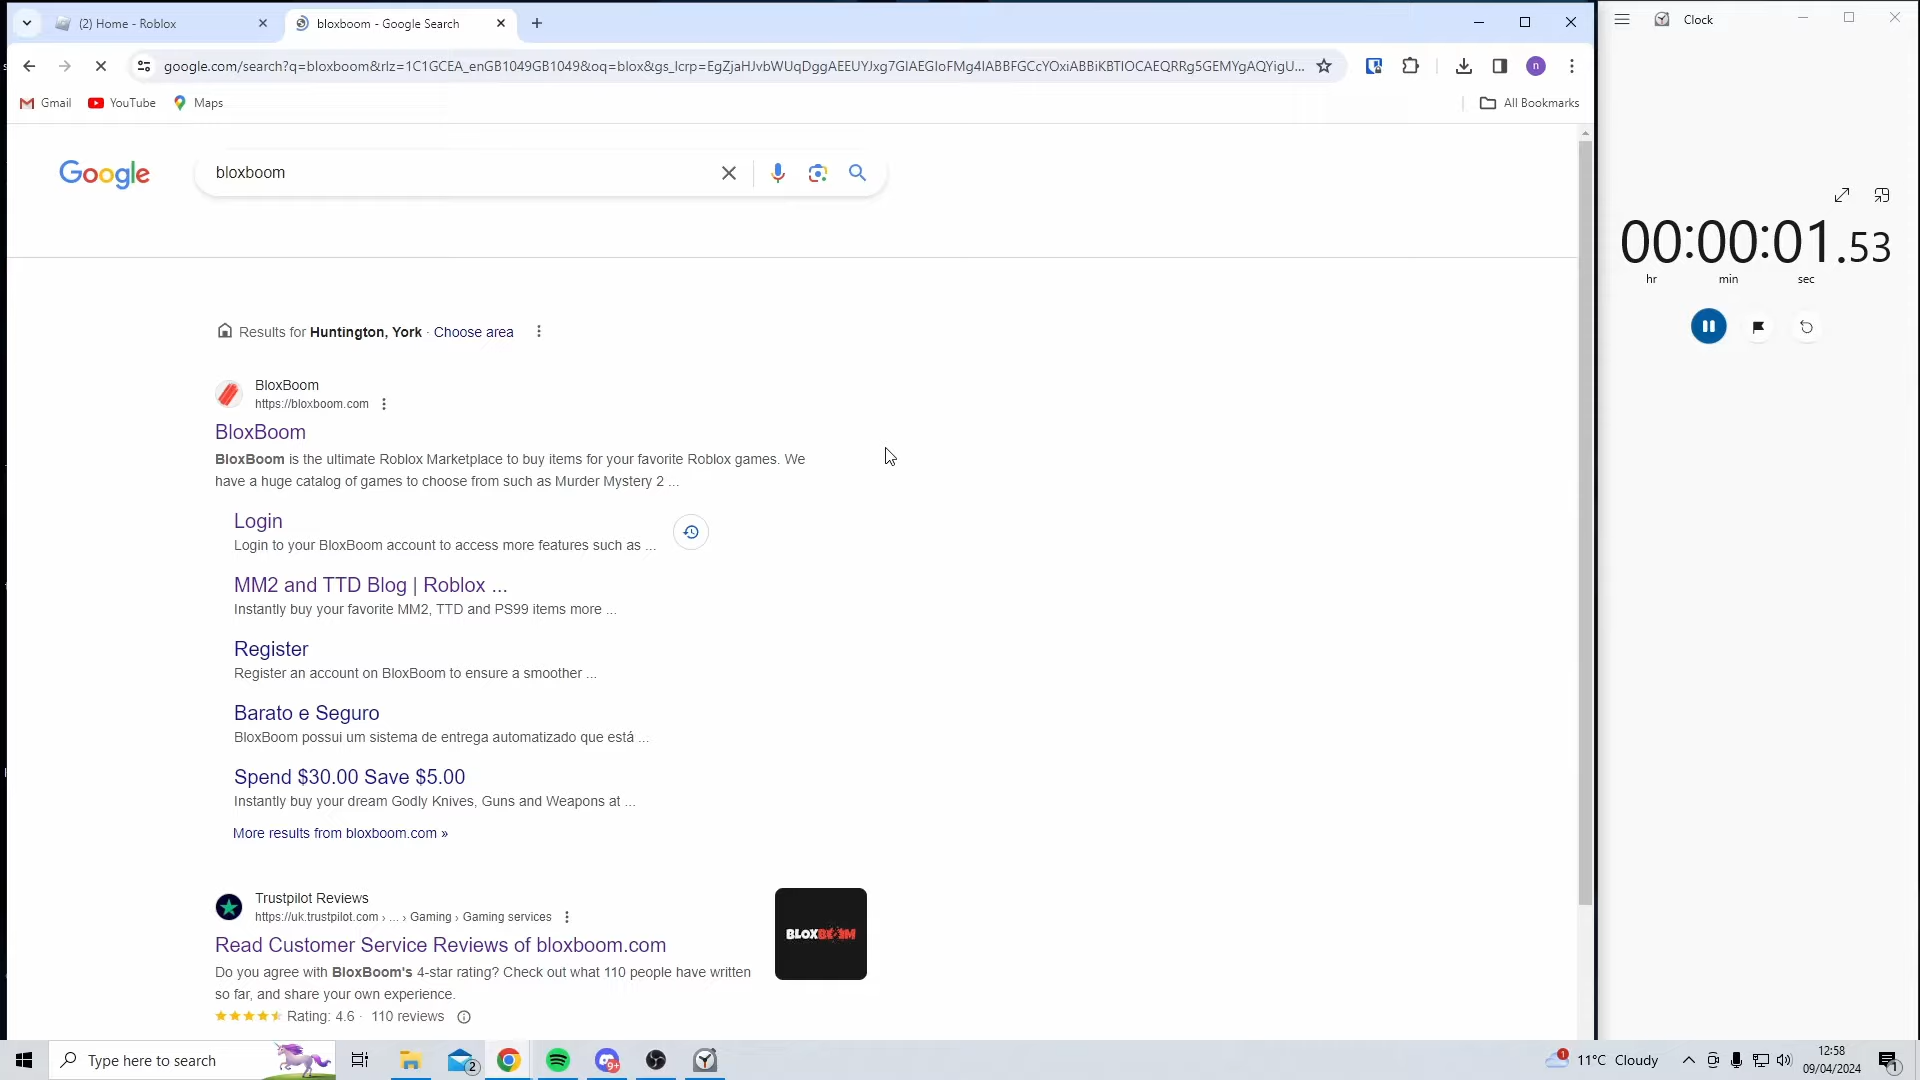 (2) Home - Roblox
bloxboom - Google Search
Clock
google.com/search?q=bloxboom&rlz=1C1GCEA_enGB1049GB1049&oq=blox&gs_lcrp=EgZjaHJvbWUqDggAEEUYJxg7GIAEGIoFMg4IABBFGCcYOxiABBiKBTIOCAEQRRg5GEMYgAQYigU...
n
Gmail
YouTube
Maps
All Bookmarks
Google
bloxboom
00:00:01.53
hr
min
sec
Results for Huntington, York · Choose area
BloxBoom
https://bloxboom.com
BloxBoom
BloxBoom is the ultimate Roblox Marketplace to buy items for your favorite Roblox games. We
have a huge catalog of games to choose from such as Murder Mystery 2 ...
Login
Login to your BloxBoom account to access more features such as ...
MM2 and TTD Blog | Roblox ...
Instantly buy your favorite MM2, TTD and PS99 items more ...
Register
Register an account on BloxBoom to ensure a smoother ...
Barato e Seguro
BloxBoom possui um sistema de entrega automatizado que está ...
Spend $30.00 Save $5.00
Instantly buy your dream Godly Knives, Guns and Weapons at ...
More results from bloxboom.com »
Trustpilot Reviews
https://uk.trustpilot.com › ... › Gaming › Gaming services
Read Customer Service Reviews of bloxboom.com
Do you agree with BloxBoom's 4-star rating? Check out what 110 people have written
so far, and share your own experience.
Rating: 4.6 · 110 reviews
BLOXBOOM
Type here to search
2
9+
1
11°C Cloudy
12:58
09/04/2024
1